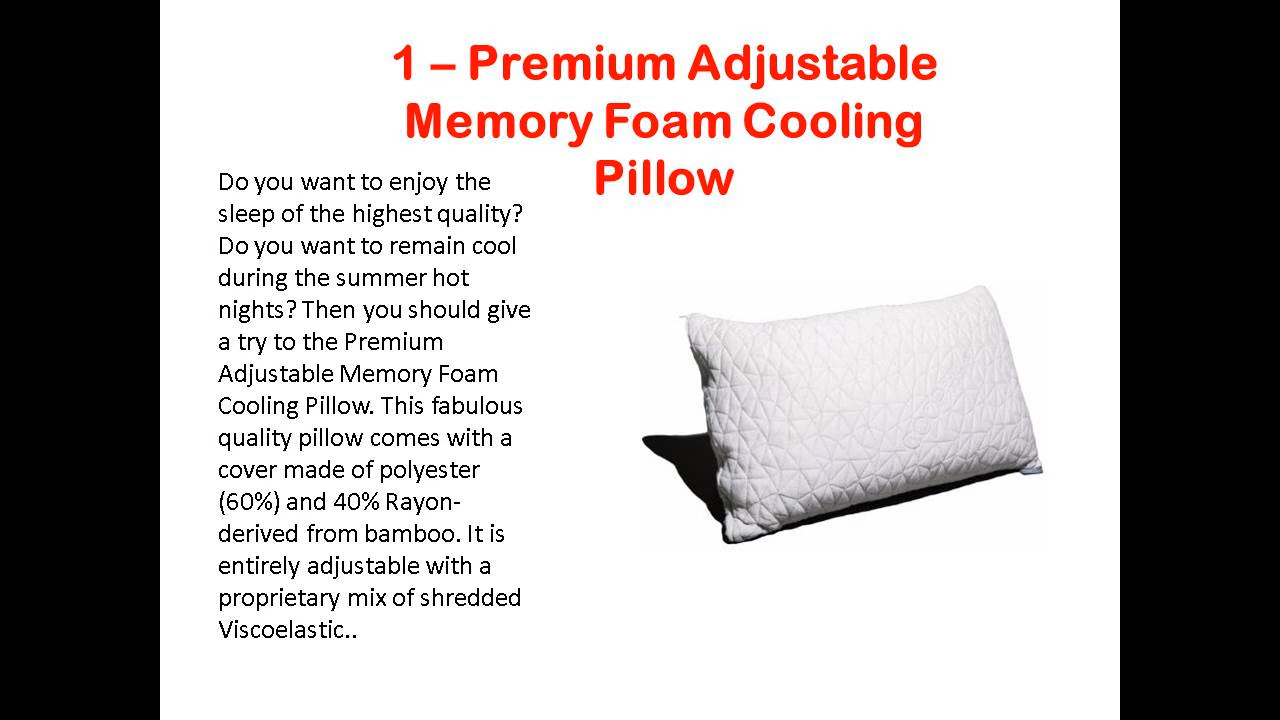 1 – Premium Adjustable
Memory Foam Cooling
Pillow
Do you want to enjoy the
sleep of the highest quality?
Do you want to remain cool
during the summer hot
nights? Then you should give
a try to the Premium
Adjustable Memory Foam
Cooling Pillow. This fabulous
quality pillow comes with a
cover made of polyester
(60%) and 40% Rayon-
derived from bamboo. It is
entirely adjustable with a
proprietary mix of shredded
Viscoelastic..